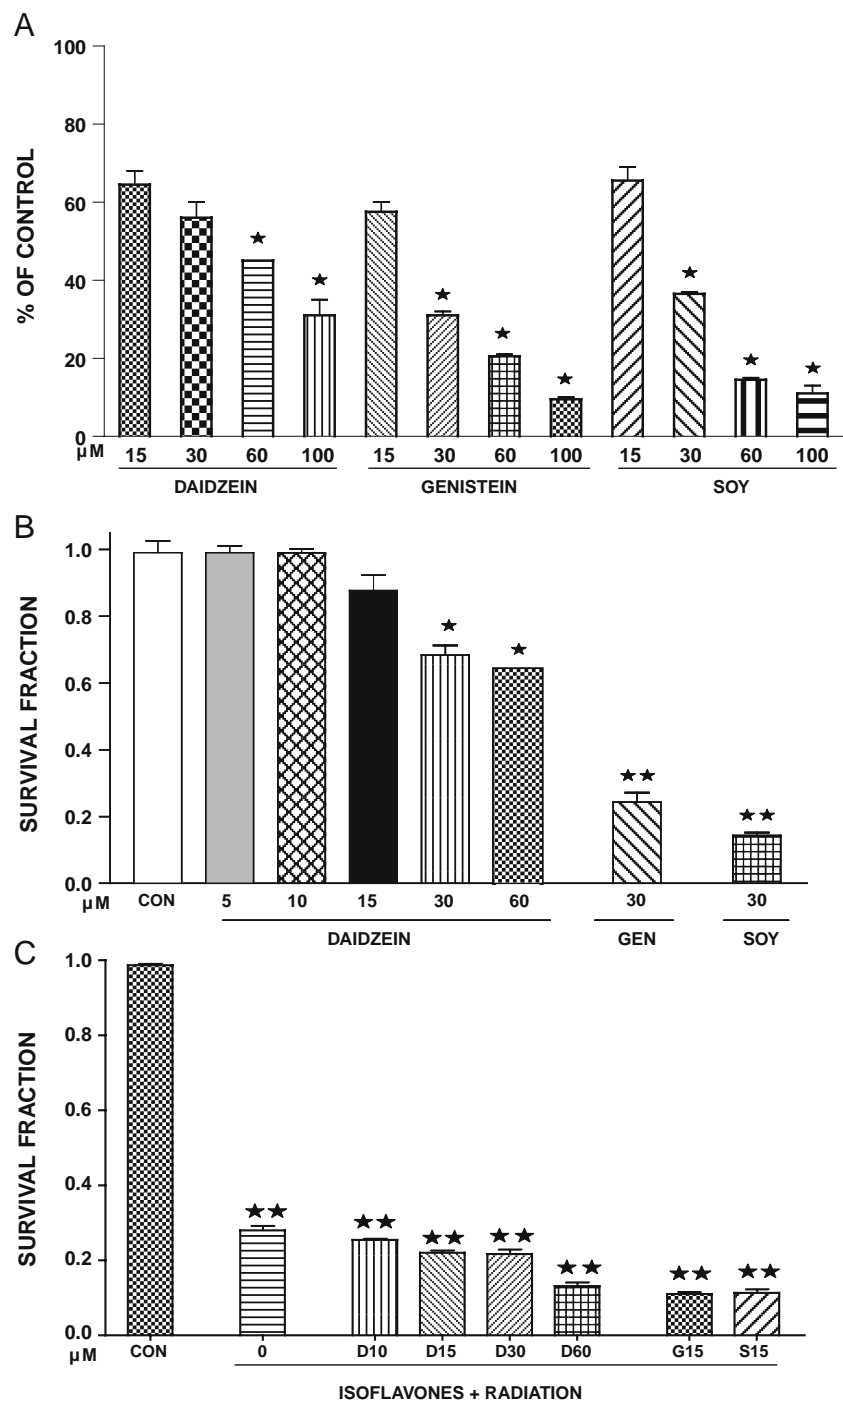 A
100
80
60
40
20
0
% OF CONTROL
µM 15 30 60 100 15 30 60 100 15 30 60 100
DAIDZEIN GENISTEIN SOY
B
1.0
0.8
0.6
0.4
0.2
0.0
SURVIVAL FRACTION
µM CON 5 10 15 30 60 30 30
DAIDZEIN GEN SOY
C
1.0
0.8
0.6
0.4
0.2
0.0
SURVIVAL FRACTION
µM CON 0 D10 D15 D30 D60 G15 S15
ISOFLAVONES + RADIATION